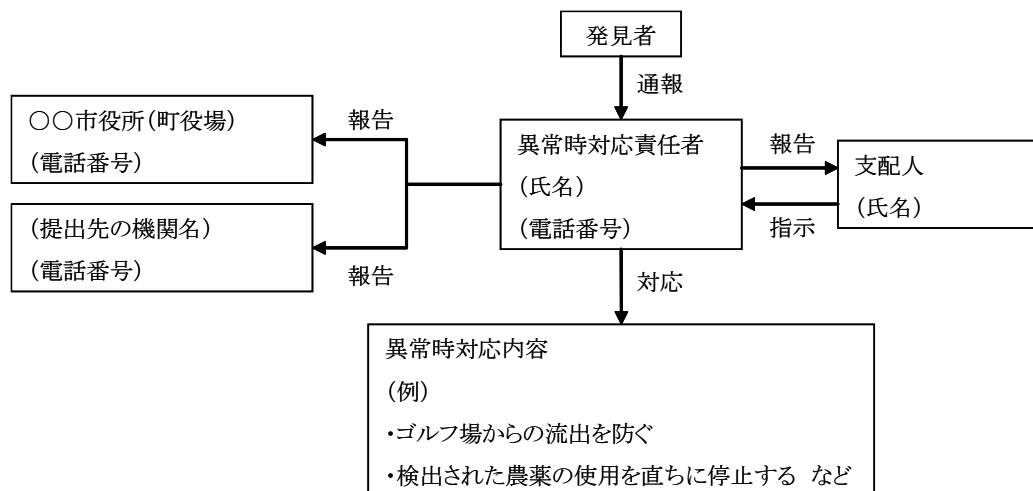 発見者
通報
○○市役所（町役場）
（電話番号）
報告
異常時対応責任者
（氏名）
（電話番号）
報告
指示
支配人
（氏名）
（提出先の機関名）
（電話番号）
報告
対応
異常時対応内容
（例）
・ゴルフ場からの流出を防ぐ
・検出された農薬の使用を直ちに停止する など